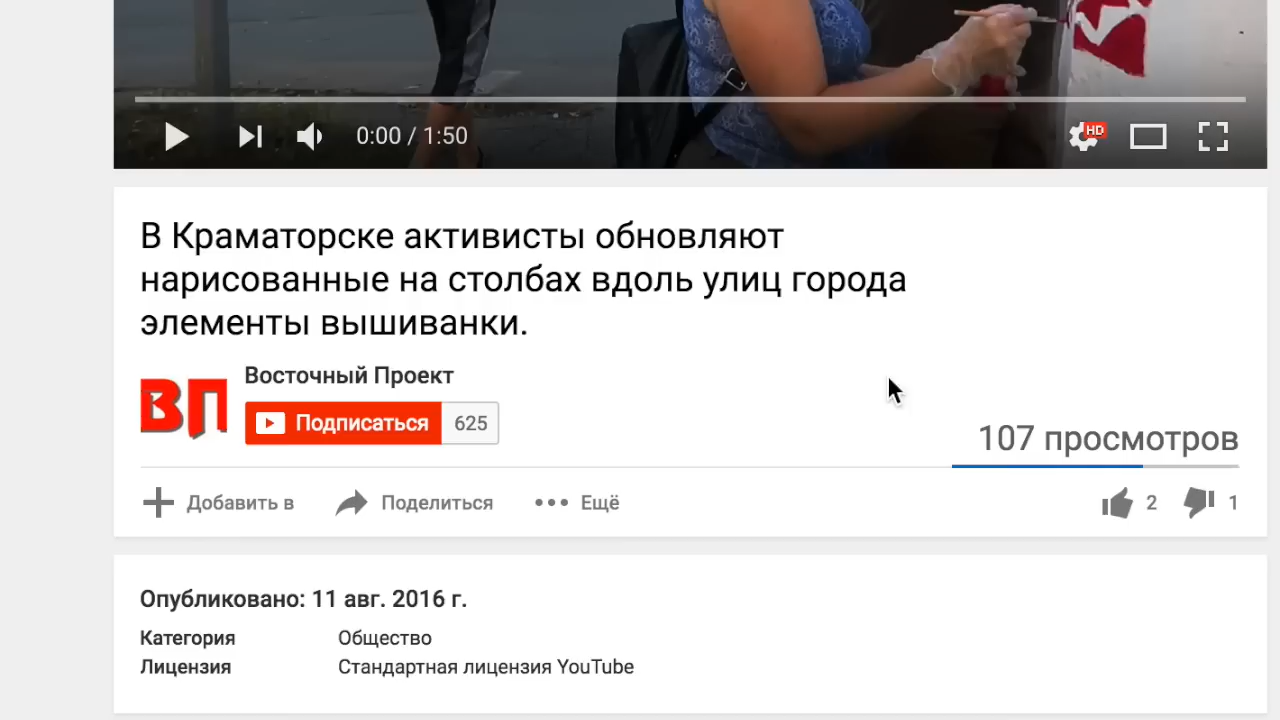 0:00 / 1:50
HD
В Краматорске активисты обновляют
нарисованные на столбах вдоль улиц города
элементы вышиванки.
ВП
Восточный Проект
Подписаться 625
107 просмотров
Добавить в Поделиться Ещё 2 1
Опубликовано: 11 авг. 2016 г.
Категория Общество
Лицензия Стандартная лицензия YouTube